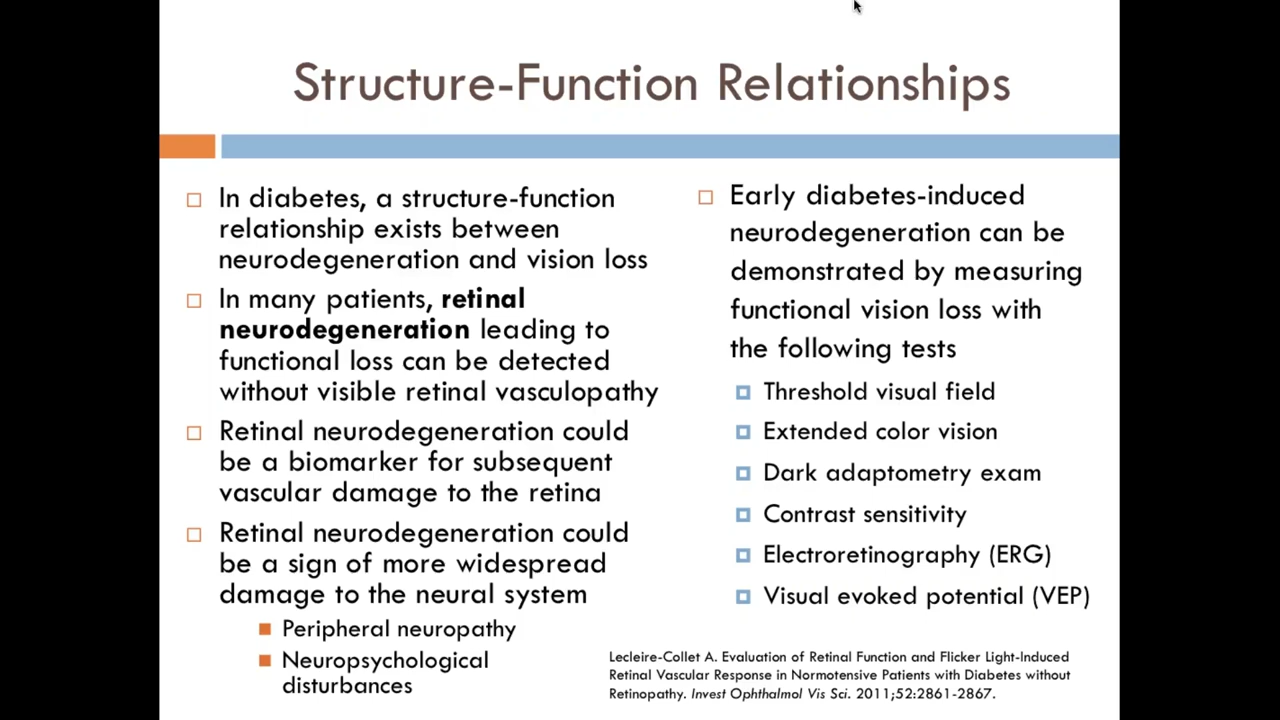 Structure-Function Relationships
In diabetes, a structure-function
relationship exists between
neurodegeneration and vision loss
In many patients, retinal
neurodegeneration leading to
functional loss can be detected
without visible retinal vasculopathy
Retinal neurodegeneration could
be a biomarker for subsequent
vascular damage to the retina
Retinal neurodegeneration could
be a sign of more widespread
damage to the neural system
Peripheral neuropathy
Neuropsychological
disturbances
Early diabetes-induced
neurodegeneration can be
demonstrated by measuring
functional vision loss with
the following tests
Threshold visual field
Extended color vision
Dark adaptometry exam
Contrast sensitivity
Electroretinography (ERG)
Visual evoked potential (VEP)
Lecleire-Collet A. Evaluation of Retinal Function and Flicker Light-Induced
Retinal Vascular Response in Normotensive Patients with Diabetes without
Retinopathy. Invest Ophthalmol Vis Sci. 2011;52:2861-2867.